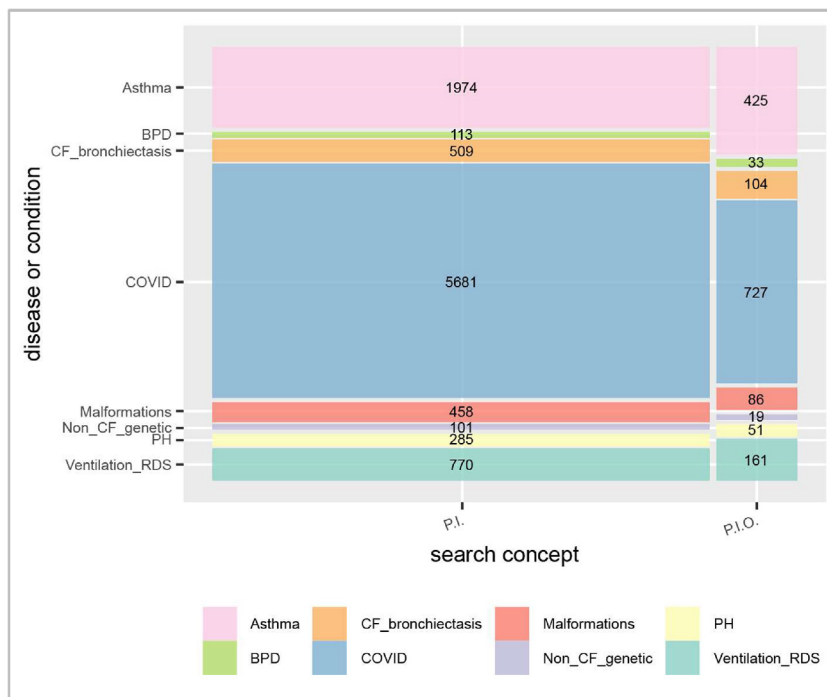 disease or condition
Asthma
BPD
CF_bronchiectasis
COVID
Malformations
Non_CF_genetic
PH
Ventilation_RDS
1974
113
509
5681
458
101
285
770
425
33
104
727
86
19
51
161
P.I.
P.I.O.
search concept
Asthma CF_bronchiectasis Malformations PH
BPD COVID Non_CF_genetic Ventilation_RDS